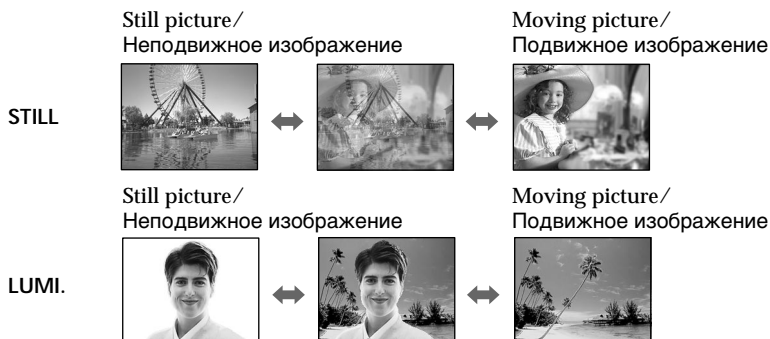 Still picture/
Неподвижное изображение
Moving picture/
Подвижное изображение
STILL
Still picture/
Неподвижное изображение
Moving picture/
Подвижное изображение
LUMI.